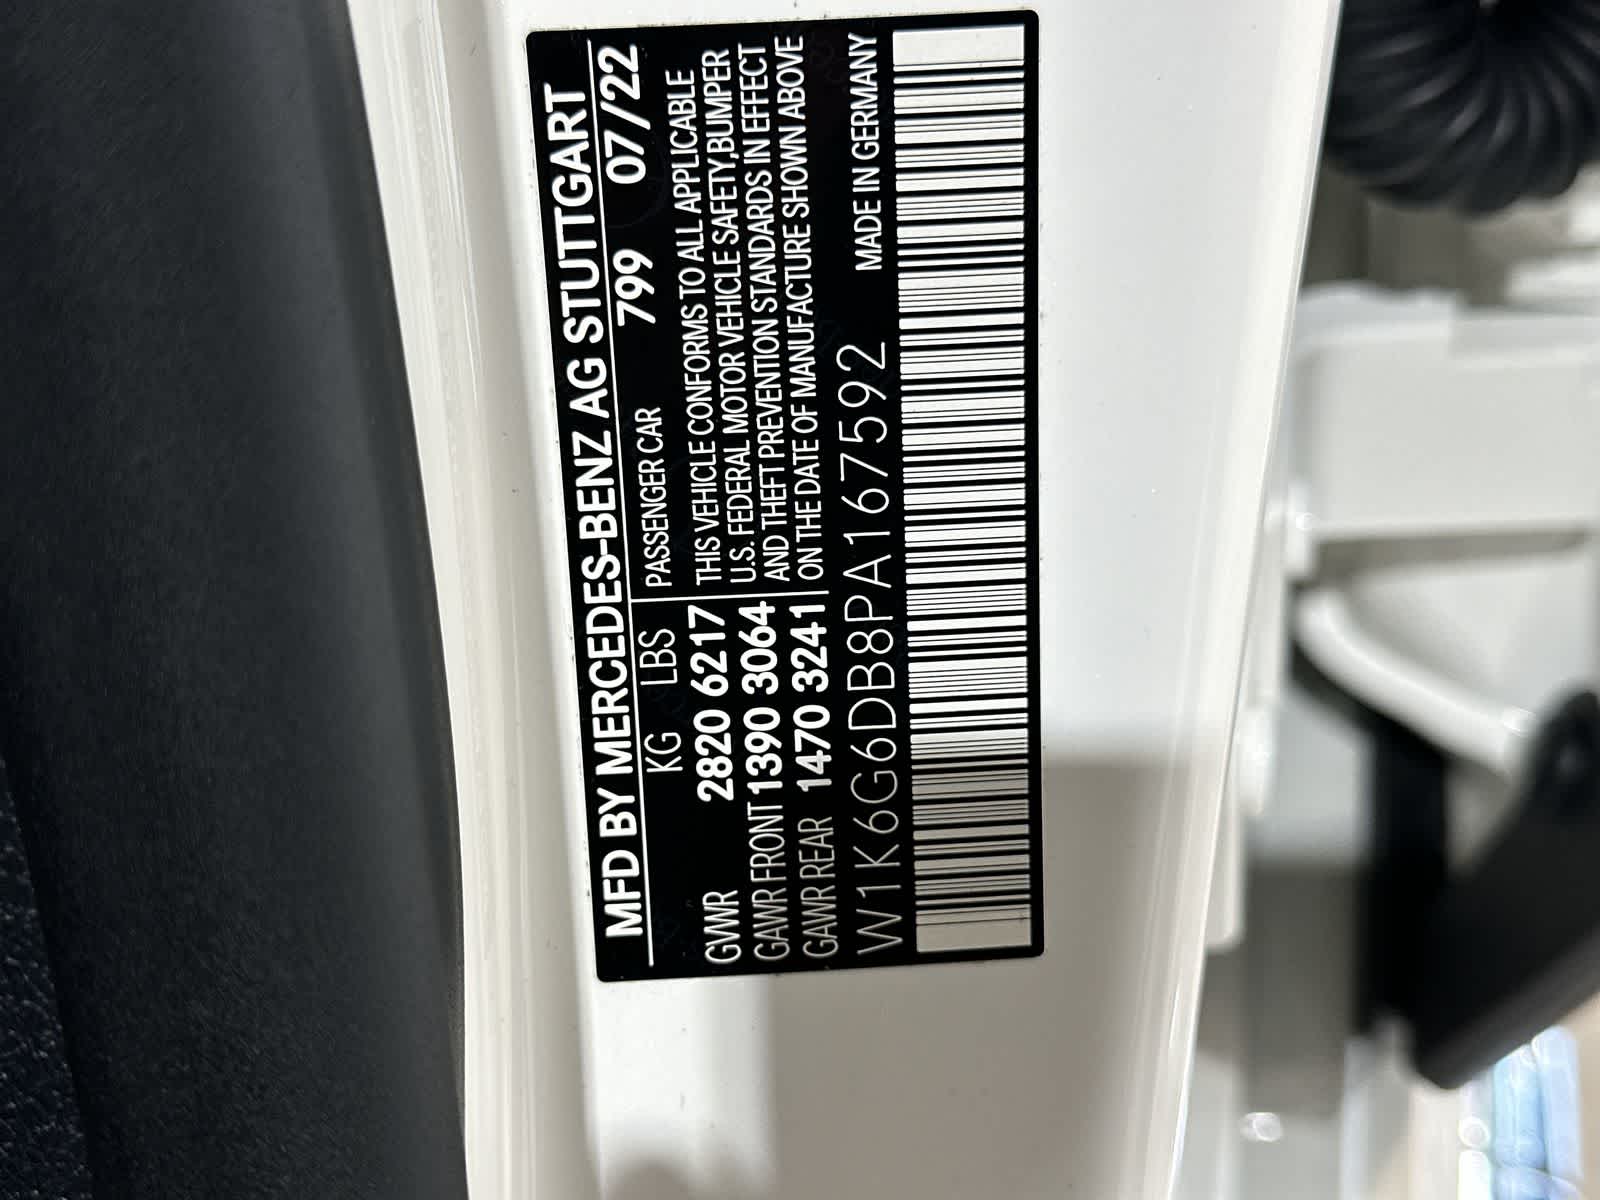 MFD BY MERCEDES-BENZ AG STUTTGART
KG LBS PASSENGER CAR 799 07/22
GVWR 2820 6217 THIS VEHICLE CONFORMS TO ALL APPLICABLE
U.S. FEDERAL MOTOR VEHICLE SAFETY,BUMPER
GAWR FRONT 1390 3064 AND THEFT PREVENTION STANDARDS IN EFFECT
GAWR REAR 1470 3241 ON THE DATE OF MANUFACTURE SHOWN ABOVE
W1K6G6DB8PA167592 MADE IN GERMANY